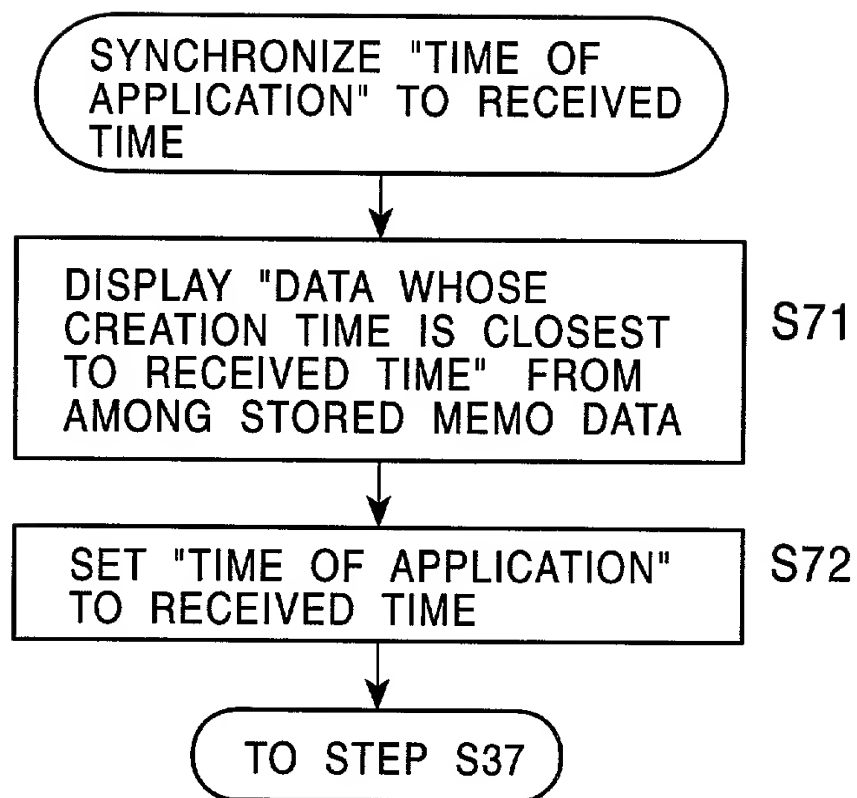 SYNCHRONIZE "TIME OF
APPLICATION" TO RECEIVED
TIME
DISPLAY "DATA WHOSE
CREATION TIME IS CLOSEST
TO RECEIVED TIME" FROM
AMONG STORED MEMO DATA
S71
SET "TIME OF APPLICATION"
TO RECEIVED TIME
S72
TO STEP S37